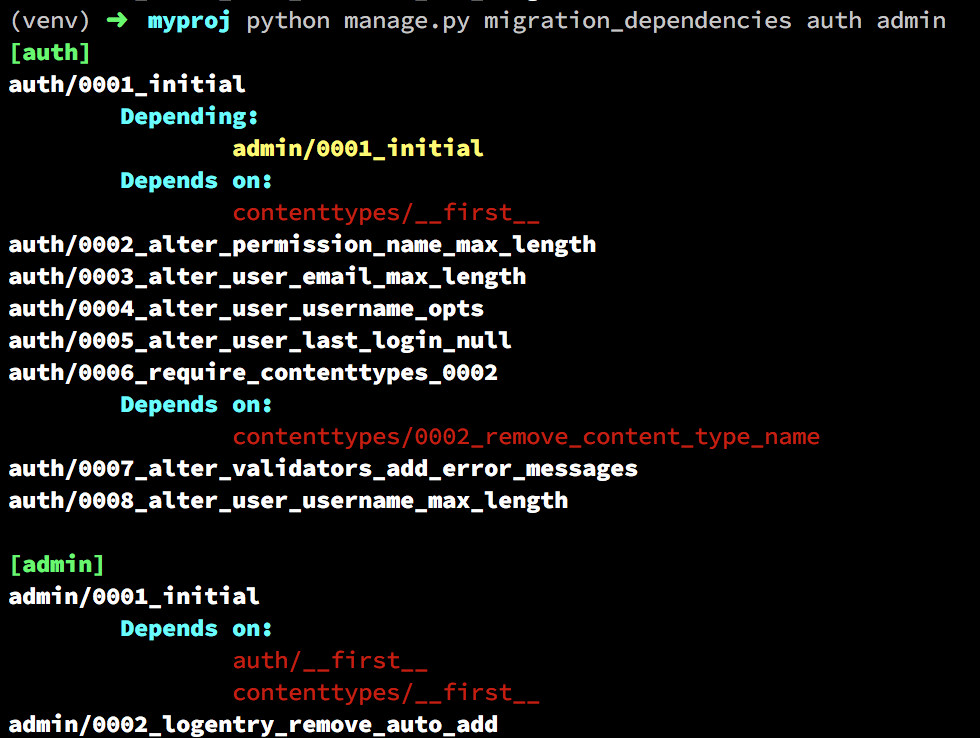 (venv) ➜ myproj python manage.py migration_dependencies auth admin
[auth]
auth/0001_initial
Depending:
admin/0001_initial
Depends on:
contenttypes/__first__
auth/0002_alter_permission_name_max_length
auth/0003_alter_user_email_max_length
auth/0004_alter_user_username_opts
auth/0005_alter_user_last_login_null
auth/0006_require_contenttypes_0002
Depends on:
contenttypes/0002_remove_content_type_name
auth/0007_alter_validators_add_error_messages
auth/0008_alter_user_username_max_length
[admin]
admin/0001_initial
Depends on:
auth/__first__
contenttypes/__first__
admin/0002_logentry_remove_auto_add